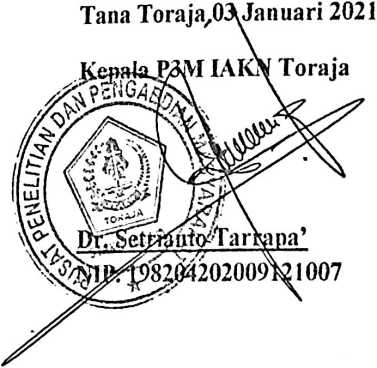 Tana Toraja,03 Januari 2021
Kepala P3M IAKN Toraja
PUSAT PENELITIAN DAN PENGABDIAN MASYARAKAT
TORAJA
Dr. Setrianto Tarrapa'
NIP. 198204202009121007